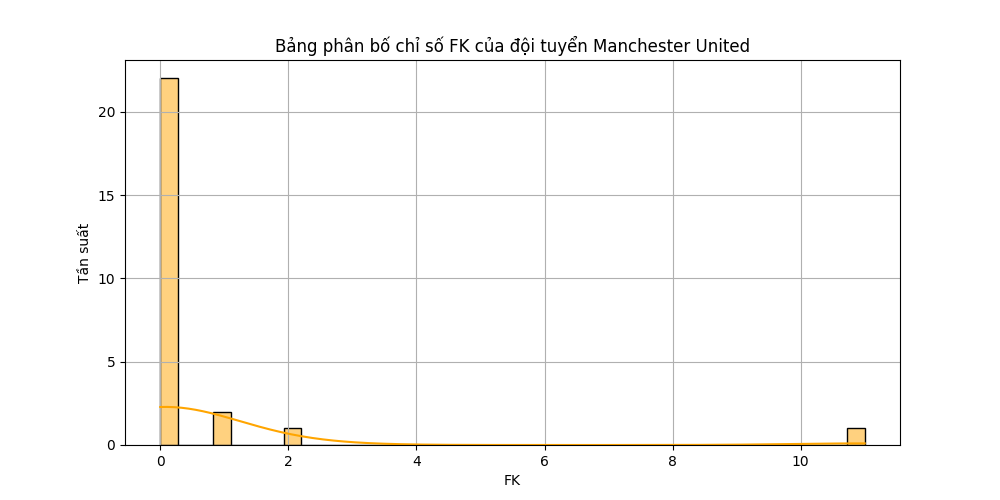 Bảng phân bố chỉ số FK của đội tuyển Manchester United
Tần suất
20
15
10
5
0
0 2 4 6 8 10
FK